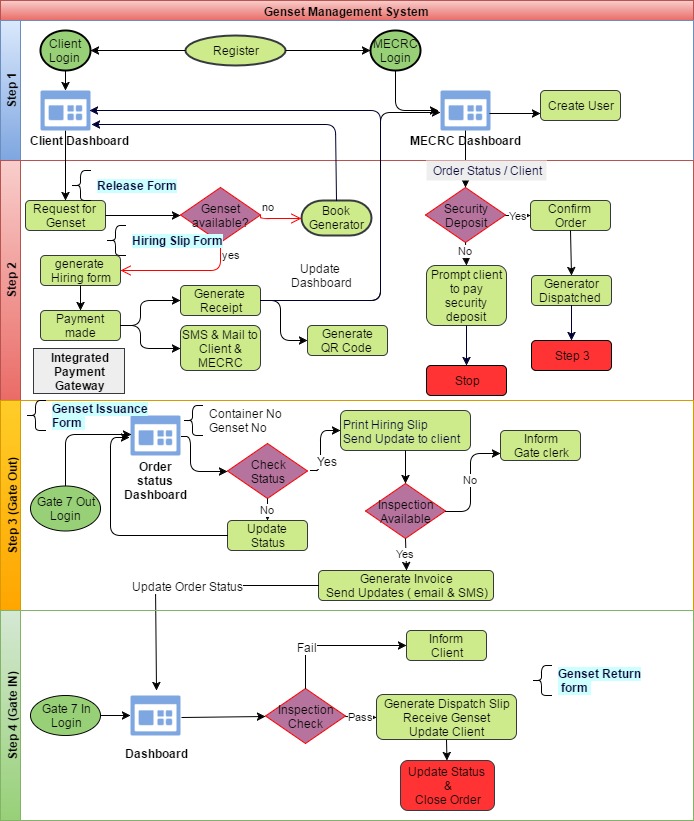 Genset Management System
Step 1
Client
Login
Register
MECRC
Login
Client Dashboard
MECRC Dashboard
Create User
Step 2
Release Form
Order Status / Client
Request for
Genset
Genset
available?
no
Book
Generator
Security
Deposit
Yes
Confirm
Order
Hiring Slip Form
yes
No
generate
Hiring form
Update
Dashboard
Prompt client
to pay
security
deposit
Generator
Dispatched
Payment
made
Generate
Receipt
SMS & Mail to
Client &
MECRC
Generate
QR Code
Integrated
Payment
Gateway
Stop
Step 3
Step 3 (Gate Out)
Genset Issuance
Form
Container No
Genset No
Order
status
Dashboard
Print Hiring Slip
Send Update to client
Inform
Gate clerk
Check
Status
Yes
No
Gate 7 Out
Login
Update
Status
Inspection
Available
No
Yes
Generate Invoice
Send Updates ( email & SMS)
Update Order Status
Step 4 (Gate IN)
Fail
Inform
Client
Genset Return
form
Gate 7 In
Login
Dashboard
Inspection
Check
Pass
Generate Dispatch Slip
Receive Genset
Update Client
Update Status
&
Close Order